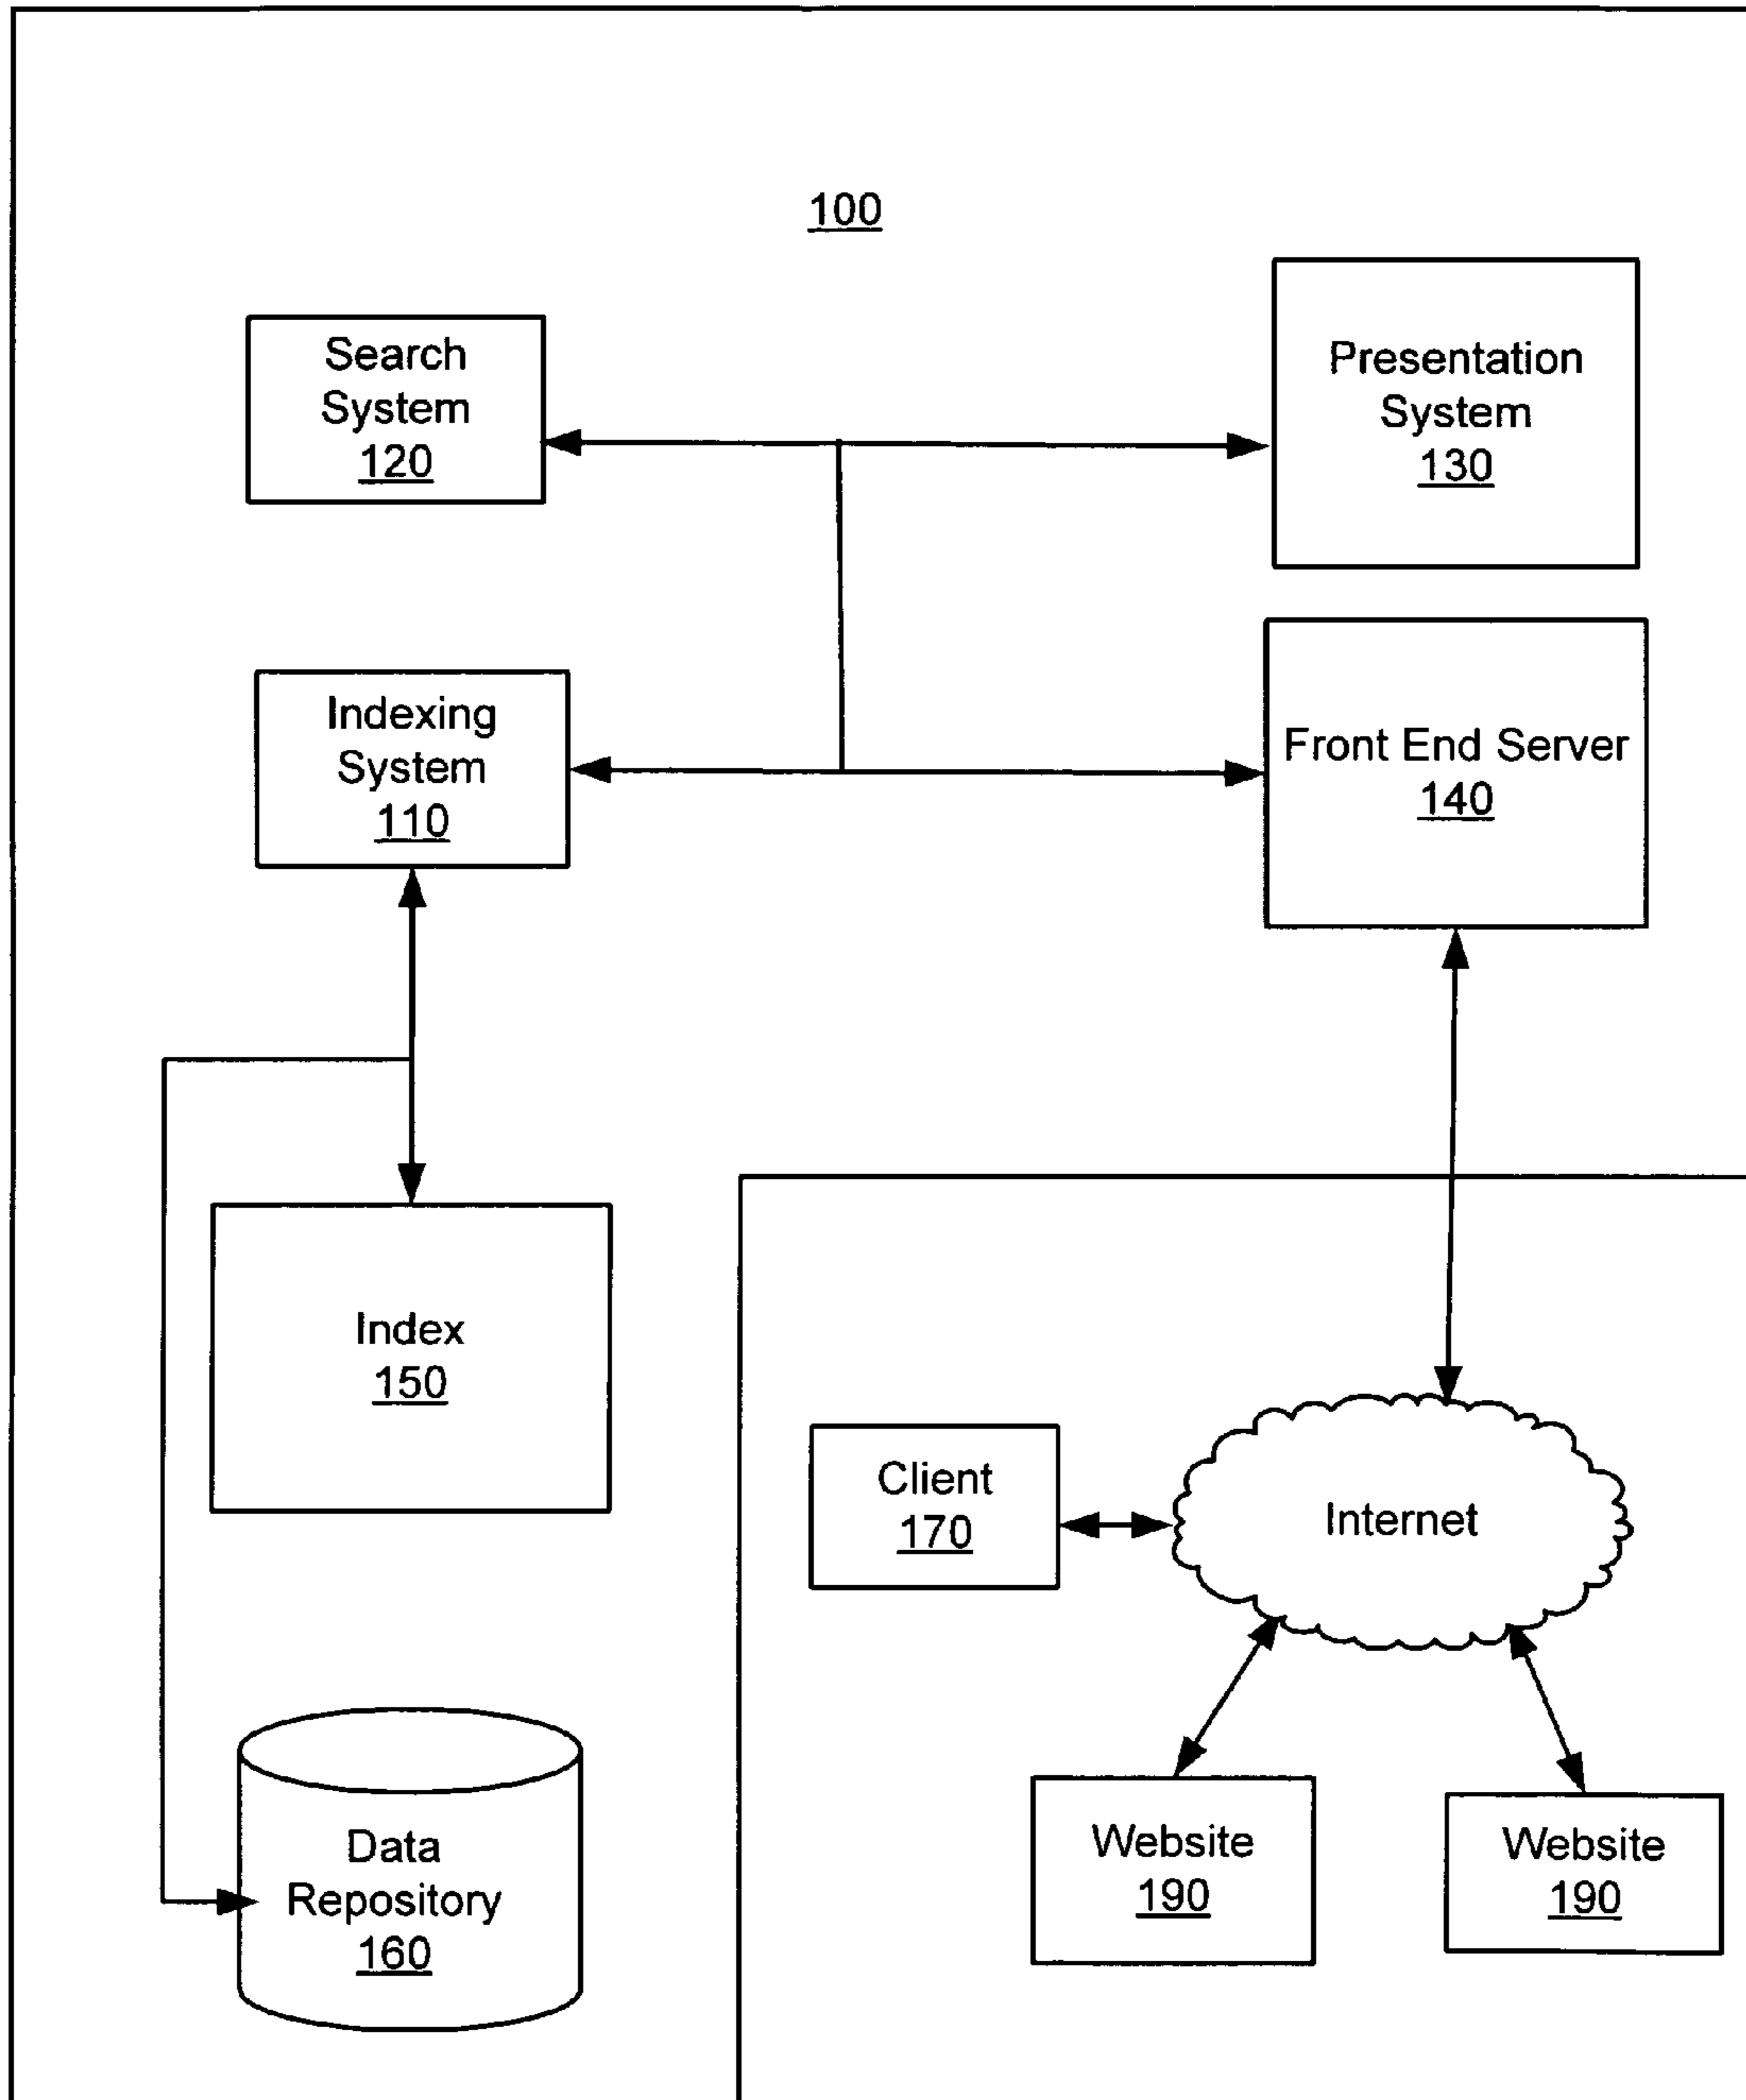 100
Search
System
120
Presentation
System
130
Indexing
System
110
Front End Server
140
Index
150
Client
170
Internet
Data
Repository
160
Website
190
Website
190